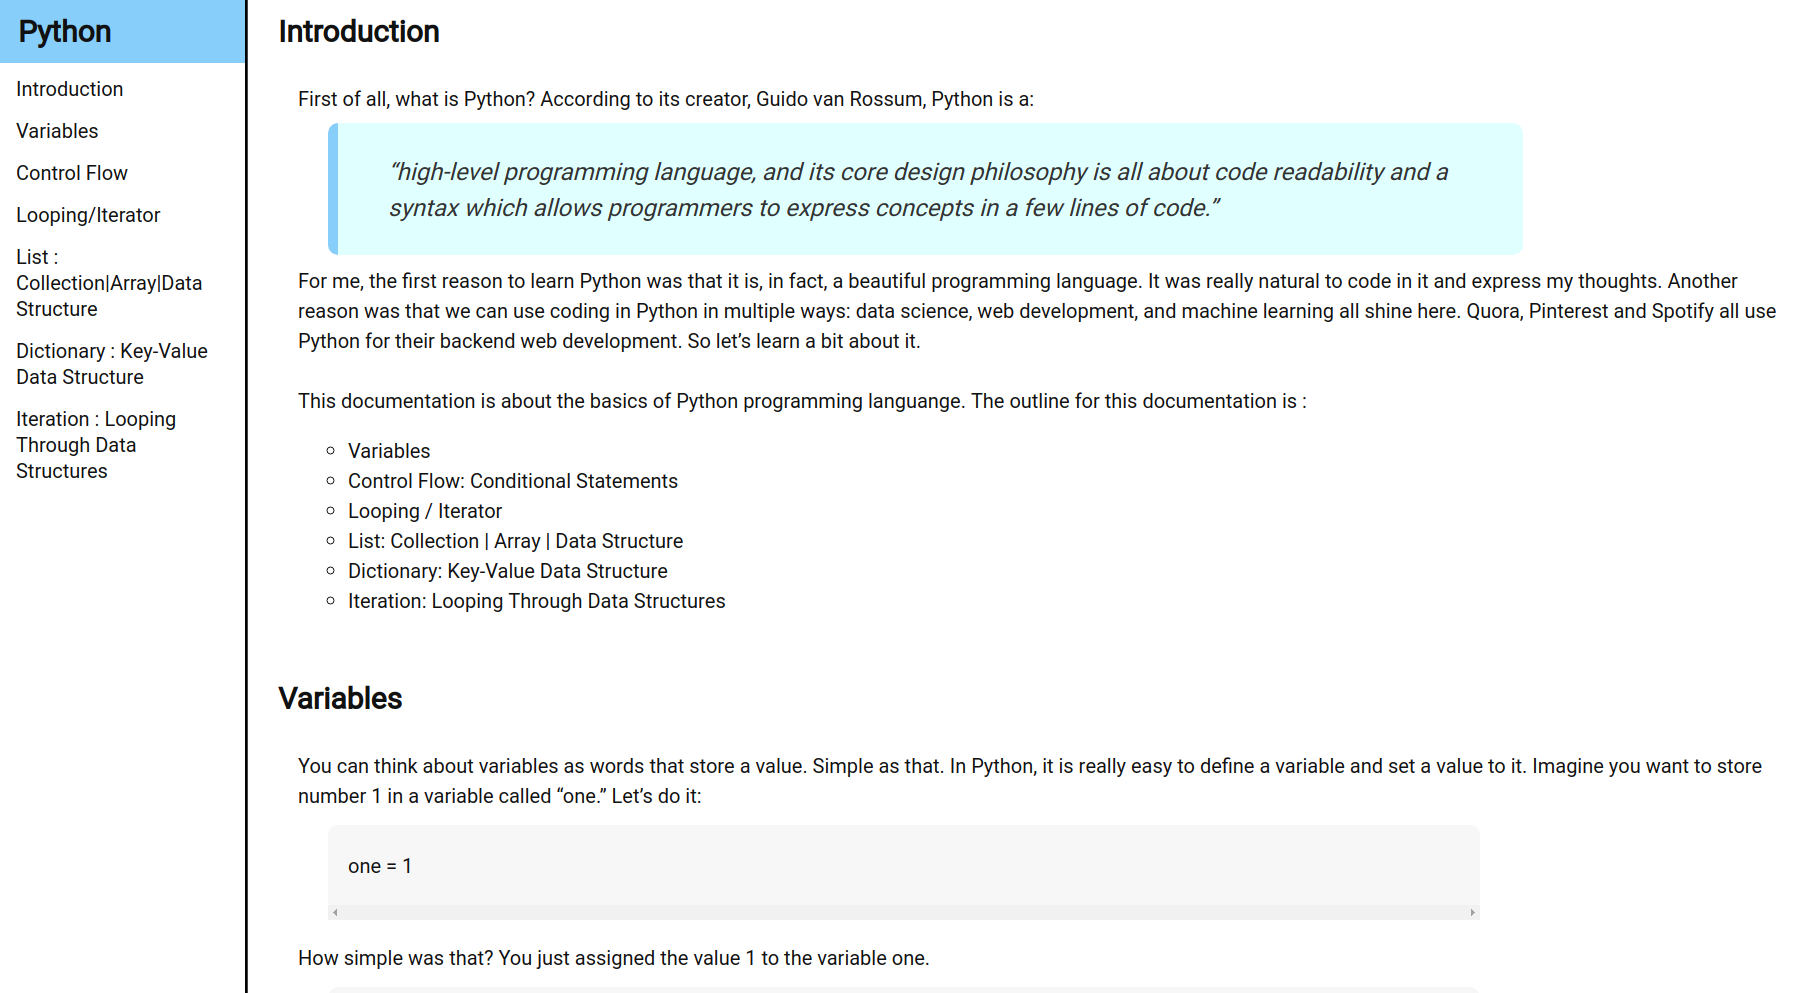 Python
Introduction
Variables
Control Flow
Looping/Iterator
List :
Collection|Array|Data
Structure
Dictionary : Key-Value
Data Structure
Iteration : Looping
Through Data
Structures
Introduction
First of all, what is Python? According to its creator, Guido van Rossum, Python is a:
“high-level programming language, and its core design philosophy is all about code readability and a
syntax which allows programmers to express concepts in a few lines of code.”
For me, the first reason to learn Python was that it is, in fact, a beautiful programming language. It was really natural to code in it and express my thoughts. Another
reason was that we can use coding in Python in multiple ways: data science, web development, and machine learning all shine here. Quora, Pinterest and Spotify all use
Python for their backend web development. So let’s learn a bit about it.
This documentation is about the basics of Python programming languange. The outline for this documentation is :
Variables
Control Flow: Conditional Statements
Looping / Iterator
List: Collection | Array | Data Structure
Dictionary: Key-Value Data Structure
Iteration: Looping Through Data Structures
Variables
You can think about variables as words that store a value. Simple as that. In Python, it is really easy to define a variable and set a value to it. Imagine you want to store
number 1 in a variable called “one.” Let’s do it:
one = 1
How simple was that? You just assigned the value 1 to the variable one.